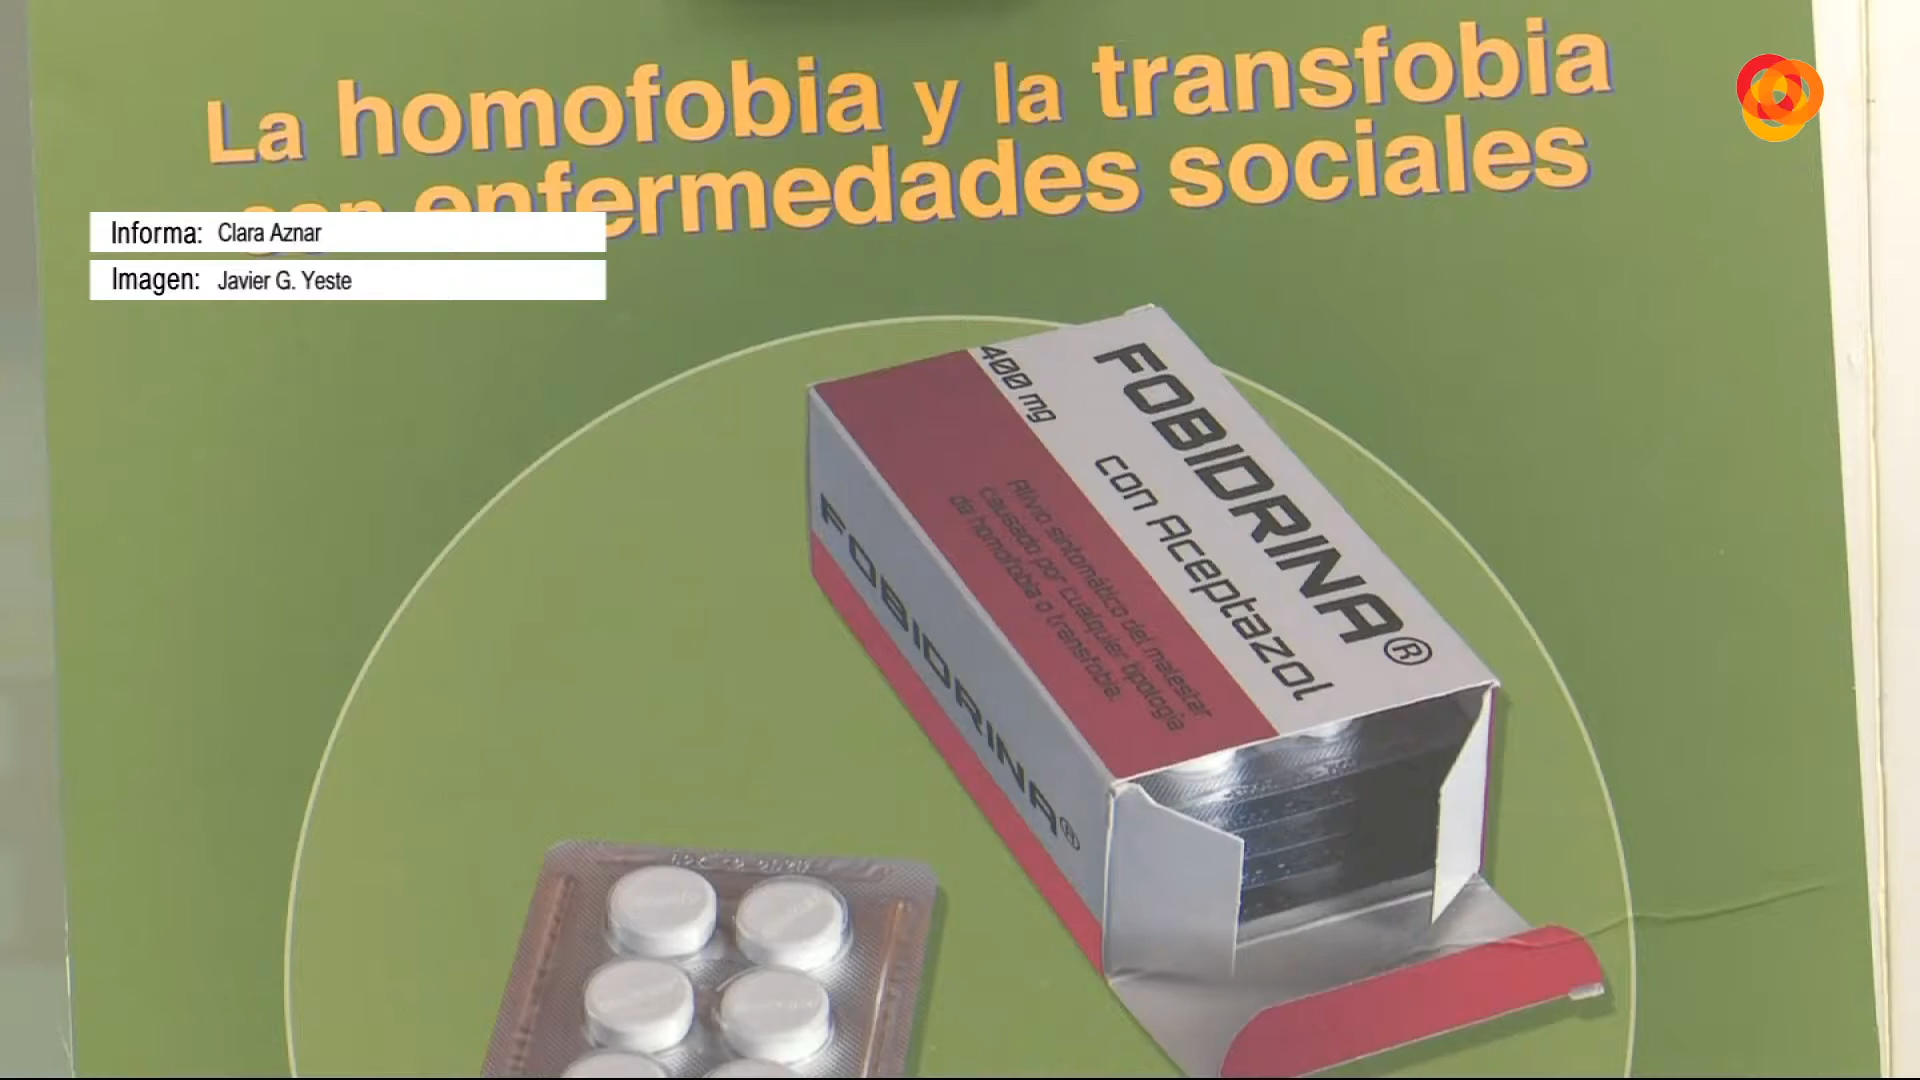 La homofobia y la transfobia
son enfermedades sociales
Informa: Clara Aznar
Imagen: Javier G. Yeste
400 mg
FOBIDRINA®
con Aceptazol
Alivio sintomático del malestar
causado por cualquier tipología
de homofobia o transfobia.
FOBIDRINA®